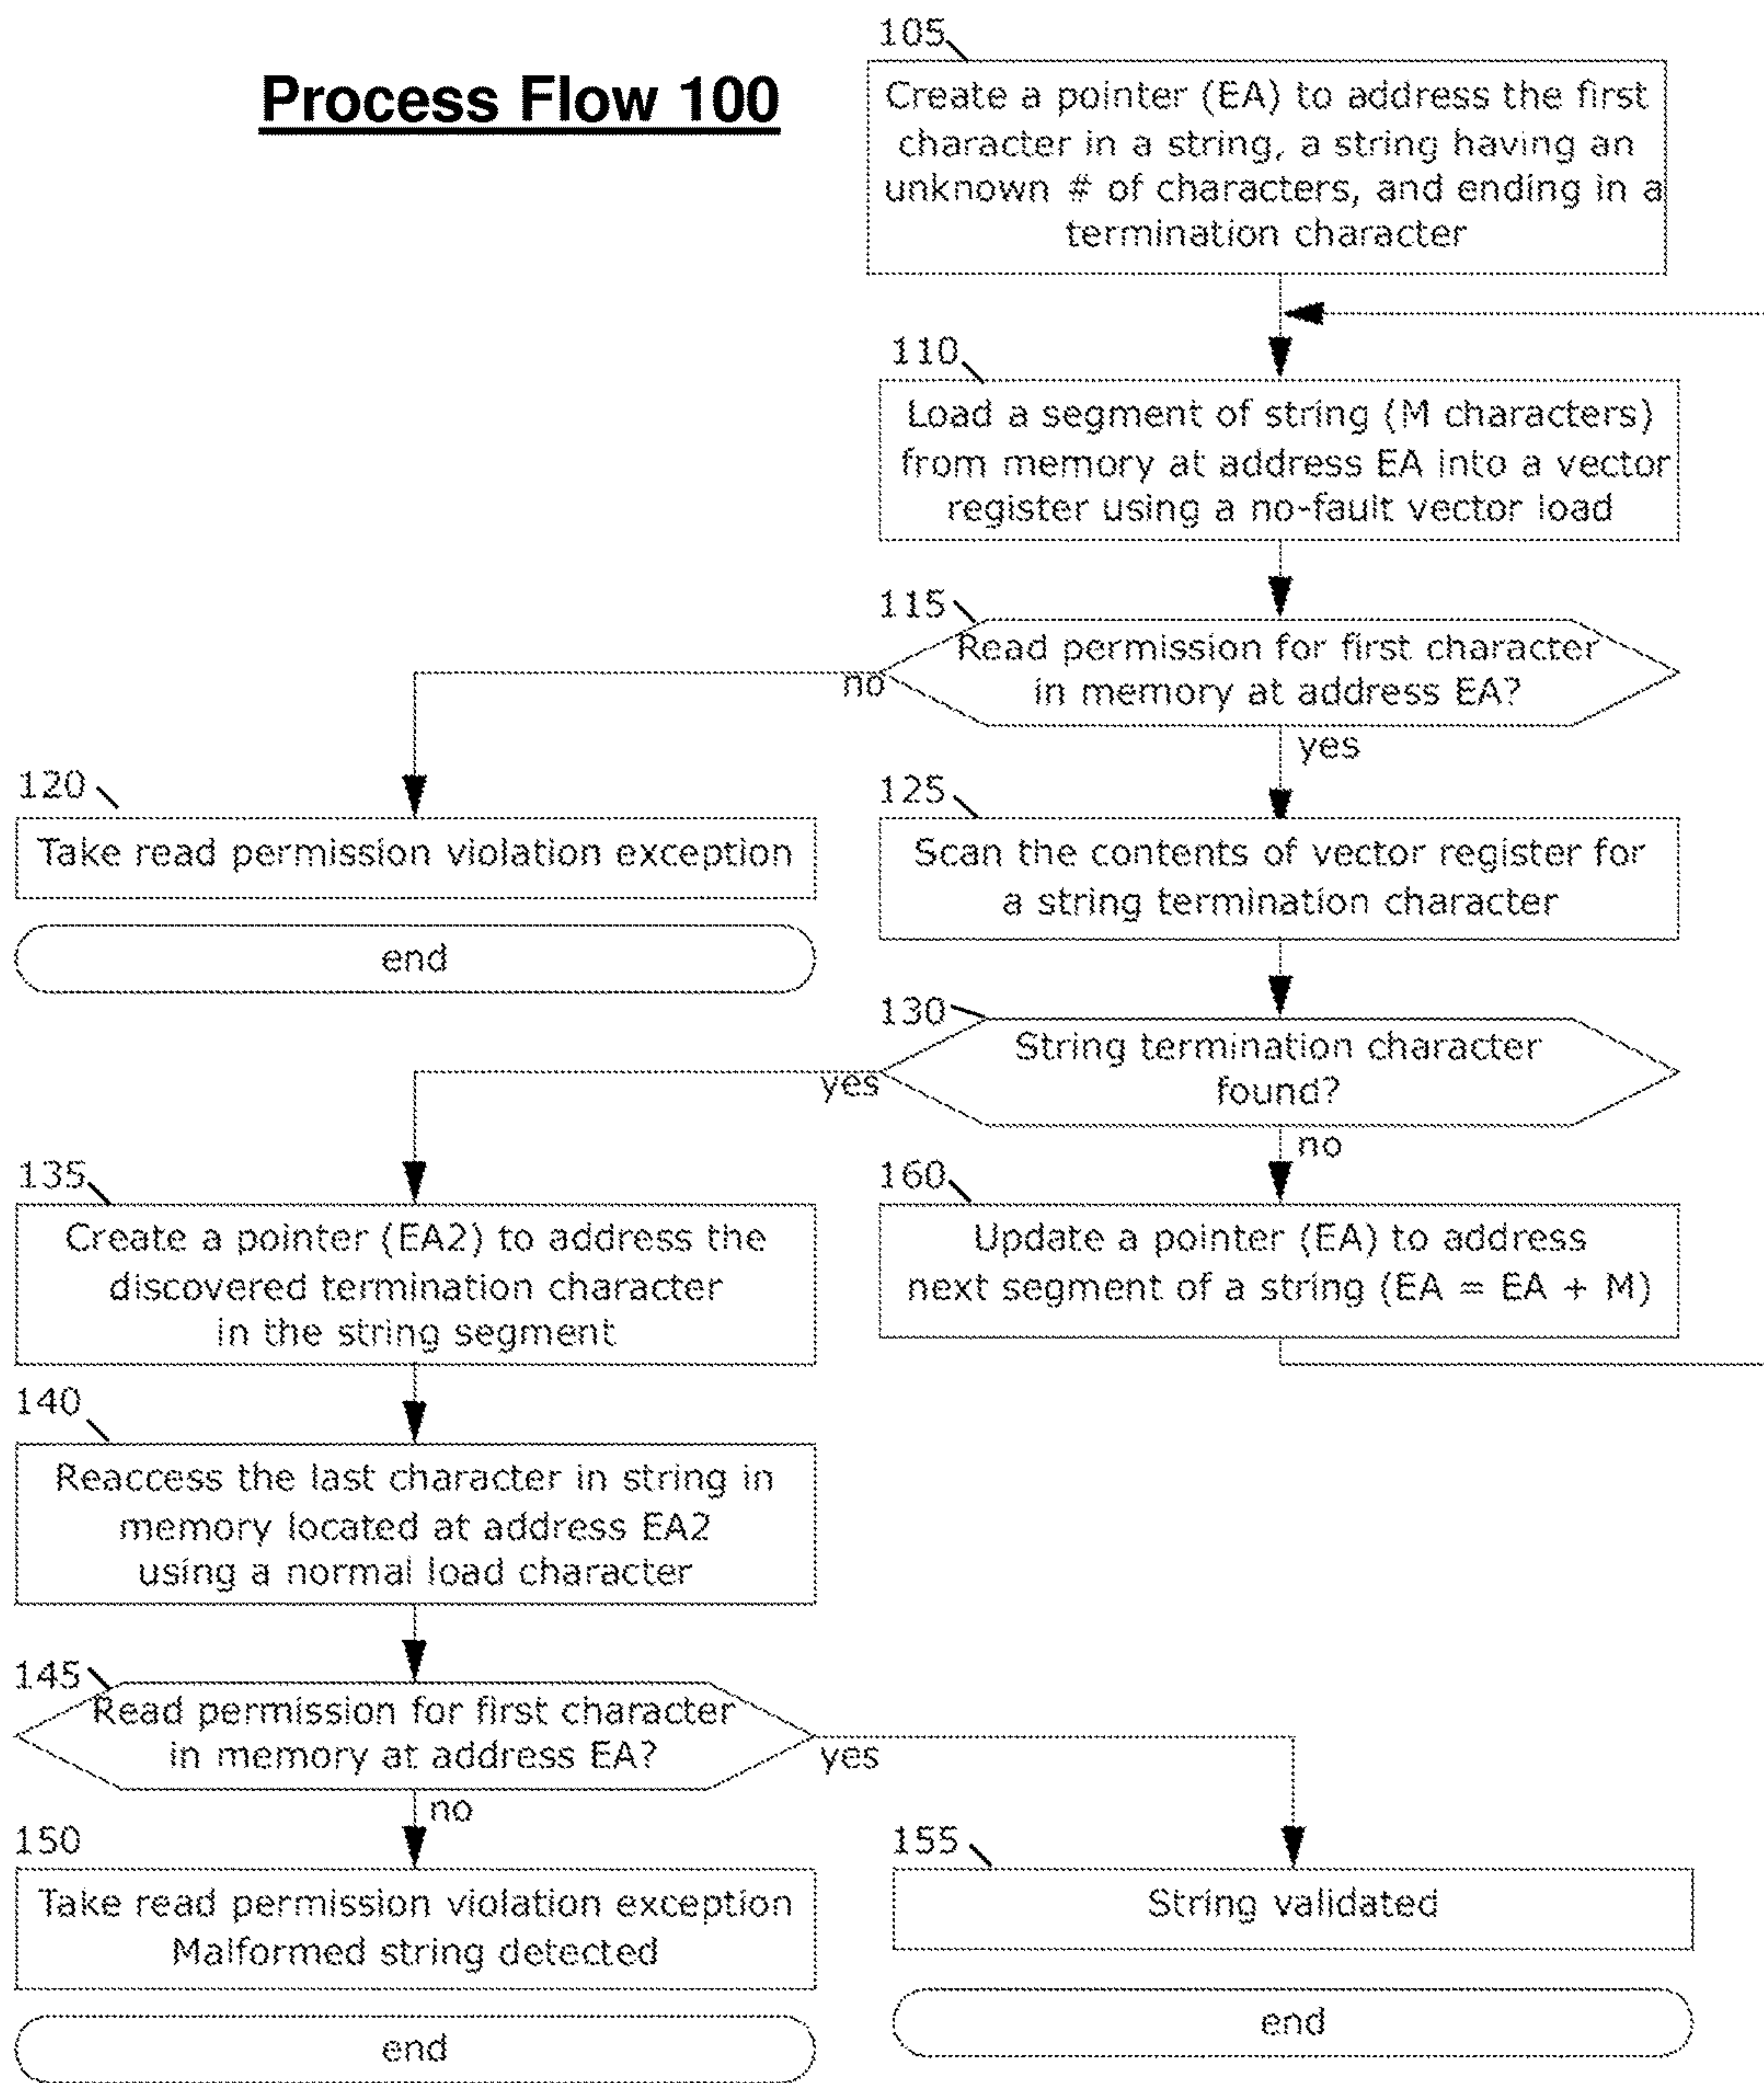 Process Flow 100
105
Create a pointer (EA) to address the first
character in a string, a string having an
unknown # of characters, and ending in a
termination character
110
Load a segment of string (M characters)
from memory at address EA into a vector
register using a no-fault vector load
115
Read permission for first character
in memory at address EA?
no
yes
120
Take read permission violation exception
end
125
Scan the contents of vector register for
a string termination character
130
String termination character
found?
yes
no
135
Create a pointer (EA2) to address the
discovered termination character
in the string segment
160
Update a pointer (EA) to address
next segment of a string (EA = EA + M)
140
Reaccess the last character in string in
memory located at address EA2
using a normal load character
145
Read permission for first character
in memory at address EA?
yes
no
150
Take read permission violation exception
Malformed string detected
end
155
String validated
end